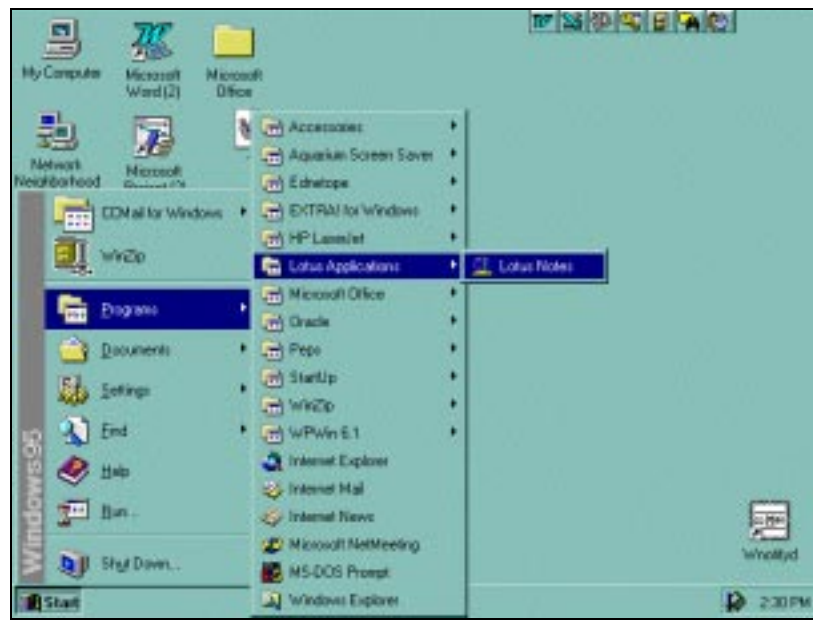 My Computer
Microsoft Word (2)
Microsoft Office
Network Neighborhood
Microsoft
CCMail for Windows
WinZip
Programs
Documents
Settings
Find
Help
Run...
Shut Down...
Windows95
Accessories
Aquarium Screen Saver
EXTRA! for Windows
HP LaserJet
Lotus Applications
Microsoft Office
Oracle
Peps
StartUp
WinZip
WPWin 6.1
Internet Explorer
Internet Mail
Internet News
Microsoft NetMeeting
MS-DOS Prompt
Windows Explorer
Lotus Notes
Start
2:30 PM